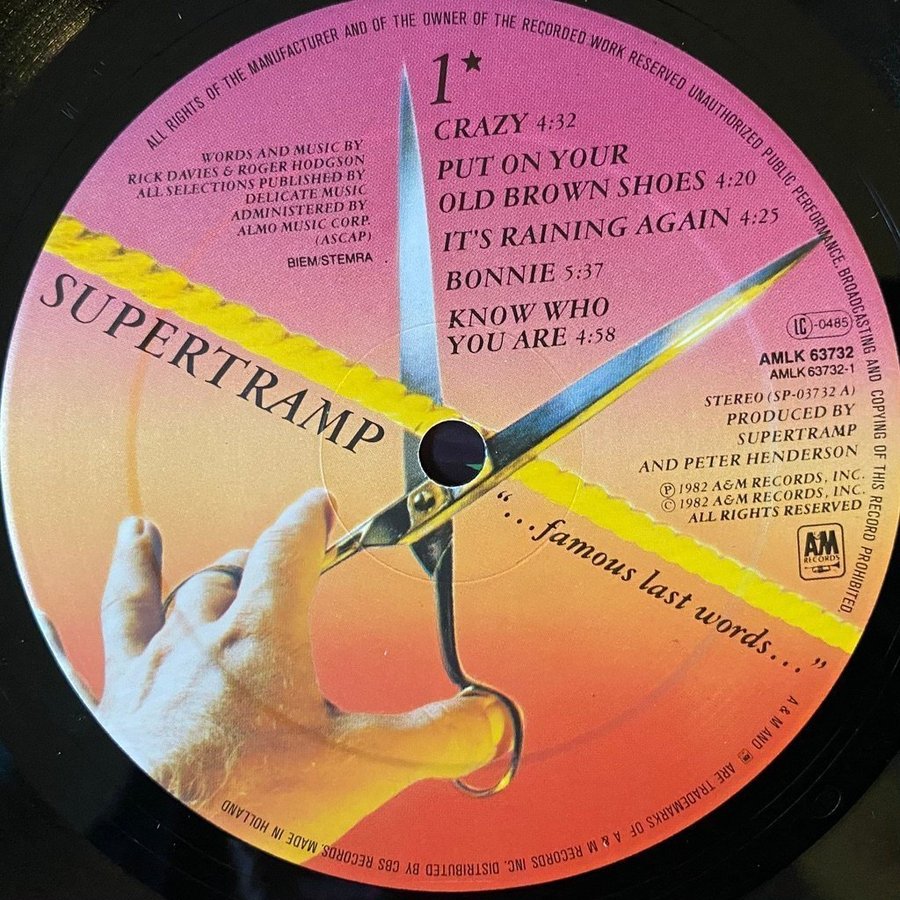 ALL RIGHTS OF THE MANUFACTURER AND OF THE OWNER OF THE RECORDED WORK RESERVED UNAUTHORIZED PUBLIC PERFORMANCE, BROADCASTING AND COPYING OF THIS RECORD PROHIBITED.
1★
WORDS AND MUSIC BY
RICK DAVIES & ROGER HODGSON
ALL SELECTIONS PUBLISHED BY
DELICATE MUSIC
ADMINISTERED BY
ALMO MUSIC CORP.
(ASCAP)
BIEM/STEMRA
CRAZY 4:32
PUT ON YOUR
OLD BROWN SHOES 4:20
IT'S RAINING AGAIN 4:25
BONNIE 5:37
KNOW WHO
YOU ARE 4:58
SUPERTRAMP
LC -0485
AMLK 63732
AMLK 63732-1
STEREO (SP-03732 A)
PRODUCED BY
SUPERTRAMP
AND PETER HENDERSON
℗ 1982 A&M RECORDS, INC.
© 1982 A&M RECORDS, INC.
ALL RIGHTS RESERVED
A&M
RECORDS
"...famous last words..."
A & M AND ARE TRADEMARKS OF A & M RECORDS INC. DISTRIBUTED BY CBS RECORDS. MADE IN HOLLAND